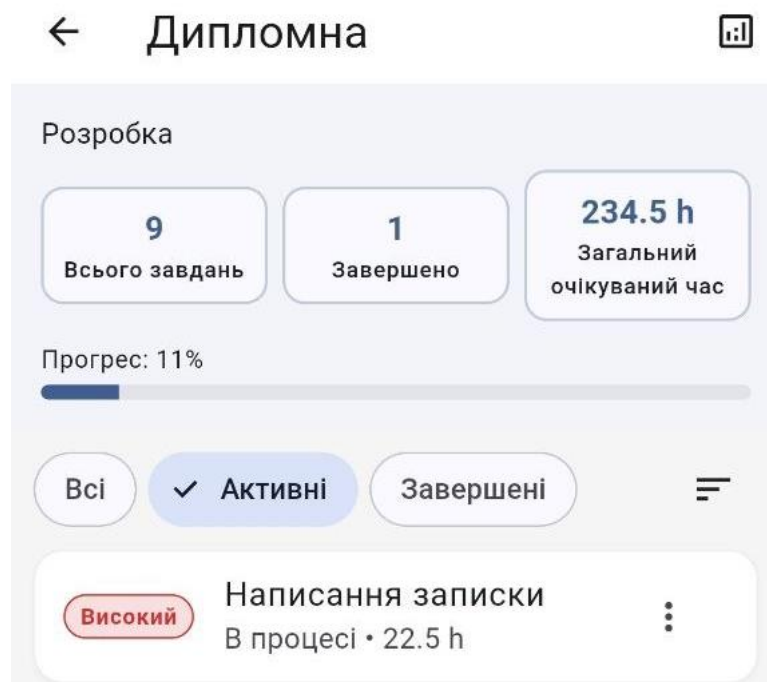 Дипломна
Розробка
9
Всього завдань
1
Завершено
234.5 h
Загальний
очікуваний час
Прогрес: 11%
Всі
Активні
Завершені
Високий
Написання записки
В процесі • 22.5 h